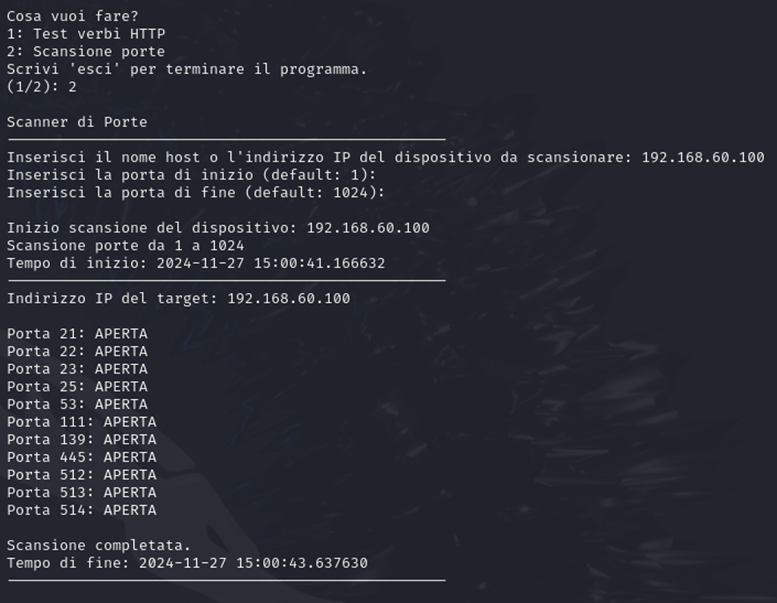 Cosa vuoi fare?
1: Test verbi HTTP
2: Scansione porte
Scrivi 'esci' per terminare il programma.
(1/2): 2
Scanner di Porte
Inserisci il nome host o l'indirizzo IP del dispositivo da scansionare: 192.168.60.100
Inserisci la porta di inizio (default: 1):
Inserisci la porta di fine (default: 1024):
Inizio scansione del dispositivo: 192.168.60.100
Scansione porte da 1 a 1024
Tempo di inizio: 2024-11-27 15:00:41.166632
Indirizzo IP del target: 192.168.60.100
Porta 21: APERTA
Porta 22: APERTA
Porta 23: APERTA
Porta 25: APERTA
Porta 53: APERTA
Porta 111: APERTA
Porta 139: APERTA
Porta 445: APERTA
Porta 512: APERTA
Porta 513: APERTA
Porta 514: APERTA
Scansione completata.
Tempo di fine: 2024-11-27 15:00:43.637630